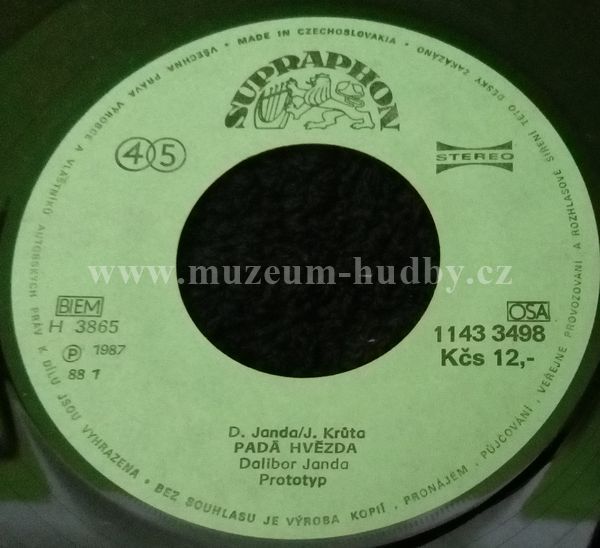 • MADE IN CZECHOSLOVAKIA •
VŠECHNA PRÁVA VÝROBCE A VLASTNÍKŮ AUTORSKÝCH PRÁV K DÍLU JSOU VYHRAZENA • BEZ SOUHLASU JE VÝROBA KOPIÍ, PRONÁJEM, PŮJČOVÁNÍ, VEŘEJNÉ PROVOZOVÁNÍ A ROZHLASOVÉ ŠÍŘENÍ TÉTO DESKY ZAKÁZÁNO
SUPRAPHON
45
STEREO
www.muzeum-hudby.cz
BIEM
H 3865
Ⓟ 1987
88 1
OSA
1143 3498
Kčs 12,-
D. Janda/J. Krůta
PADÁ HVĚZDA
Dalibor Janda
Prototyp